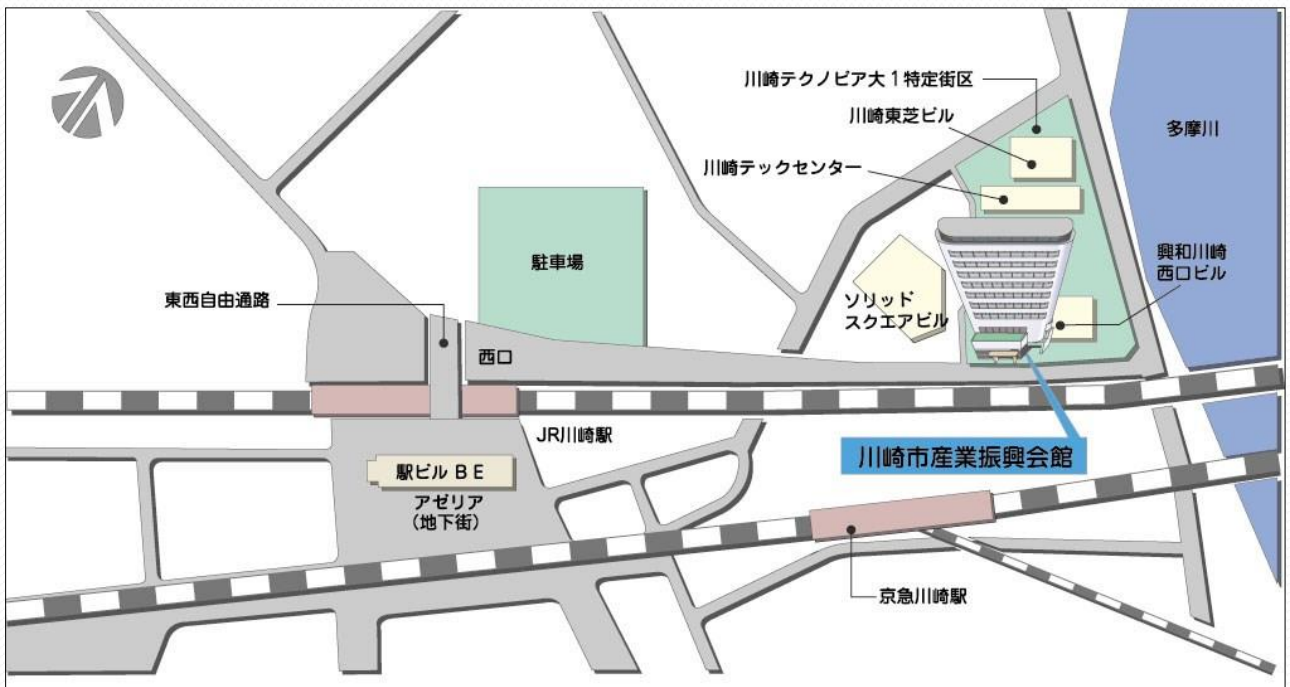 川崎テクノピア大1特定街区
川崎東芝ビル
川崎テックセンター
多摩川
興和川崎
西口ビル
駐車場
東西自由通路
ソリッド
スクエアビル
西口
JR川崎駅
川崎市産業振興会館
駅ビル BE
アゼリア
(地下街)
京急川崎駅